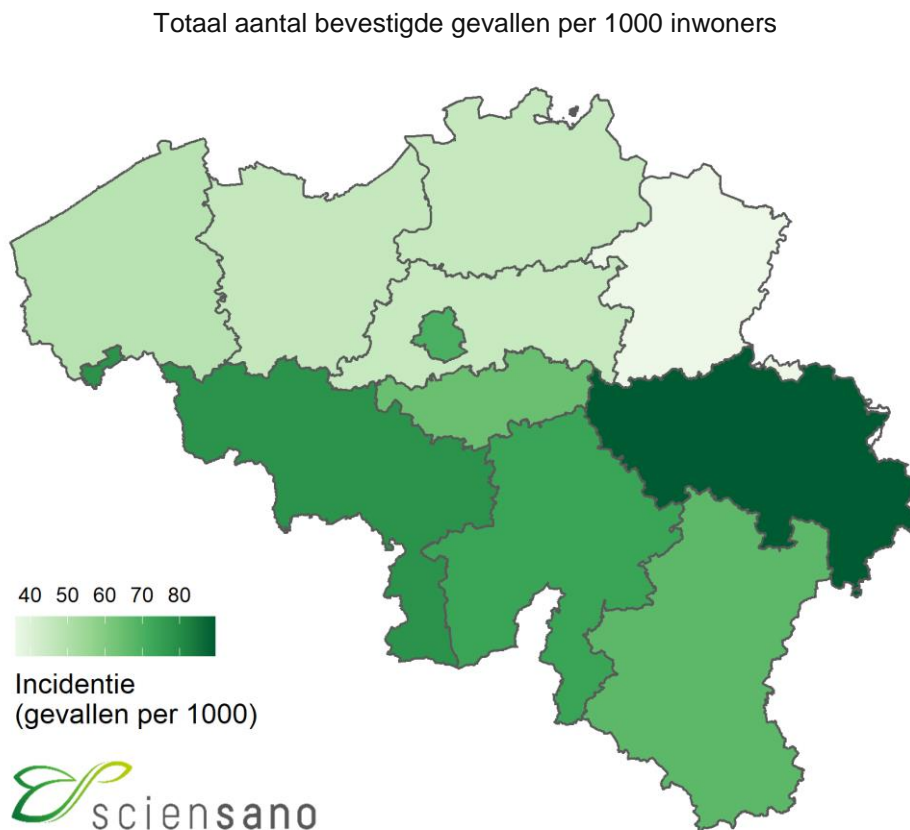 Totaal aantal bevestigde gevallen per 1000 inwoners
40 50 60 70 80
Incidentie
(gevallen per 1000)
sciensano